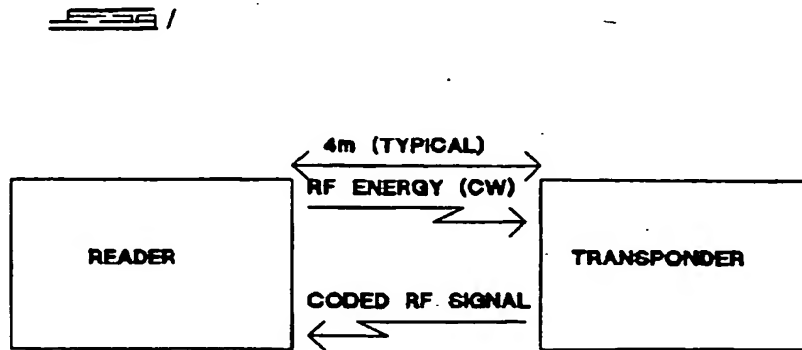 4m (TYPICAL)
RF ENERGY (CW)
READER
TRANSPONDER
CODED RF SIGNAL